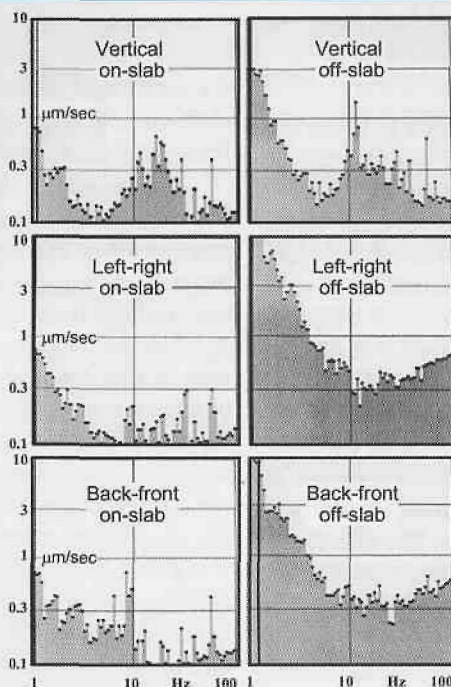 10
3
1
0.3
0.1
Vertical
on-slab
μm/sec
Vertical
off-slab
10
3
1
0.3
0.1
Left-right
on-slab
μm/sec
Left-right
off-slab
10
3
1
0.3
0.1
Back-front
on-slab
μm/sec
Back-front
off-slab
1 10 Hz 100
1 10 Hz 100